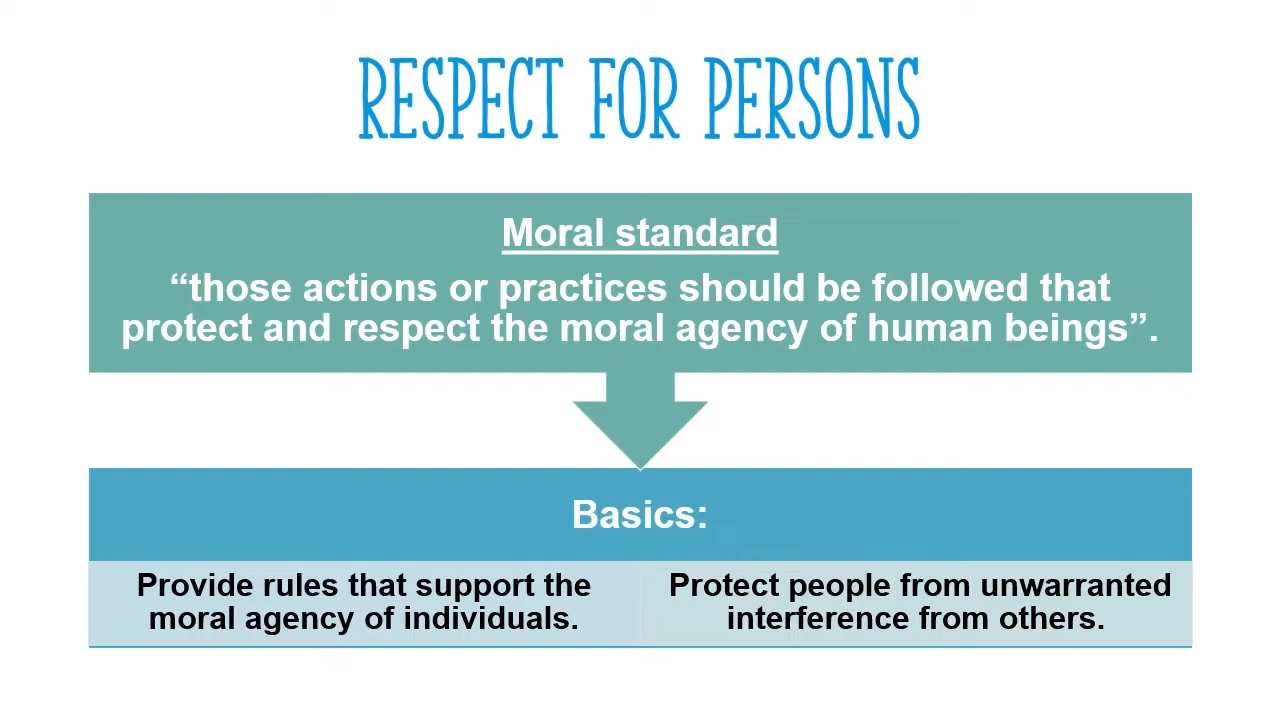 RESPECT FOR PERSONS
Moral standard
“those actions or practices should be followed that
protect and respect the moral agency of human beings”.
Basics:
Provide rules that support the
moral agency of individuals.
Protect people from unwarranted
interference from others.